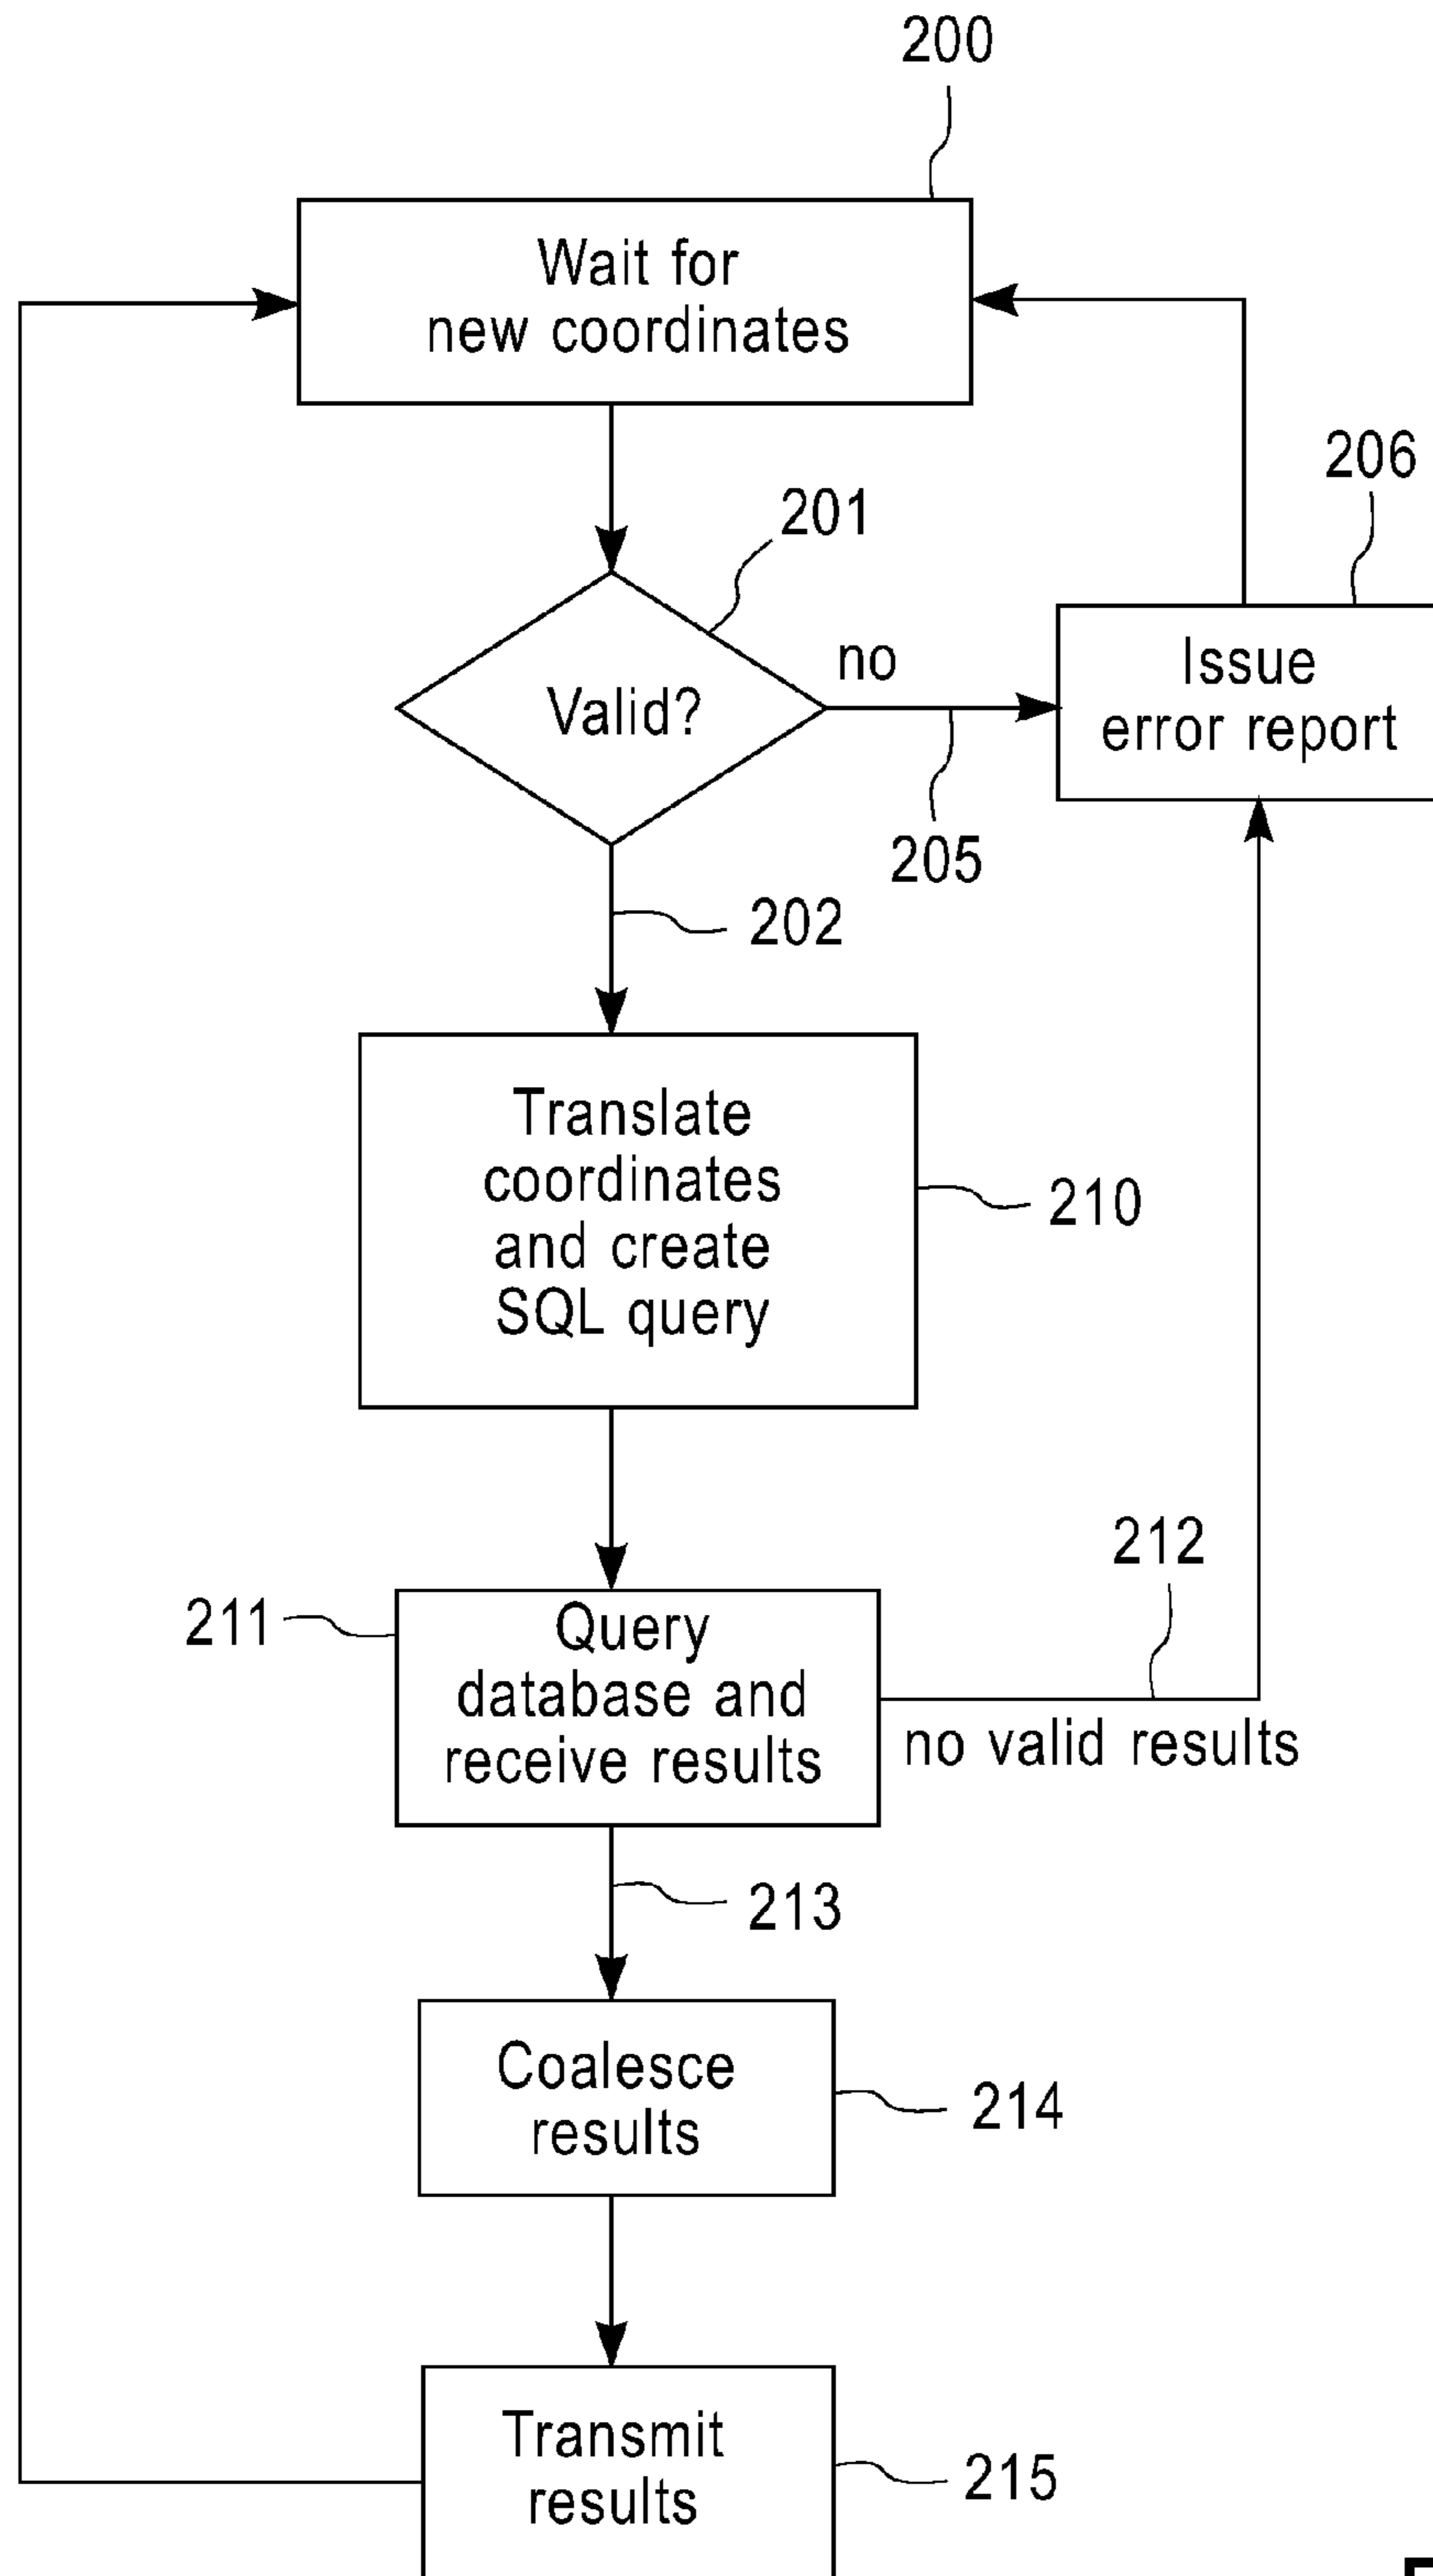 200
Wait for
new coordinates
206
201
no
Issue
error report
Valid?
205
202
Translate
coordinates
and create
SQL query
210
212
211
Query
database and
receive results
no valid results
213
Coalesce
results
214
Transmit
results
215